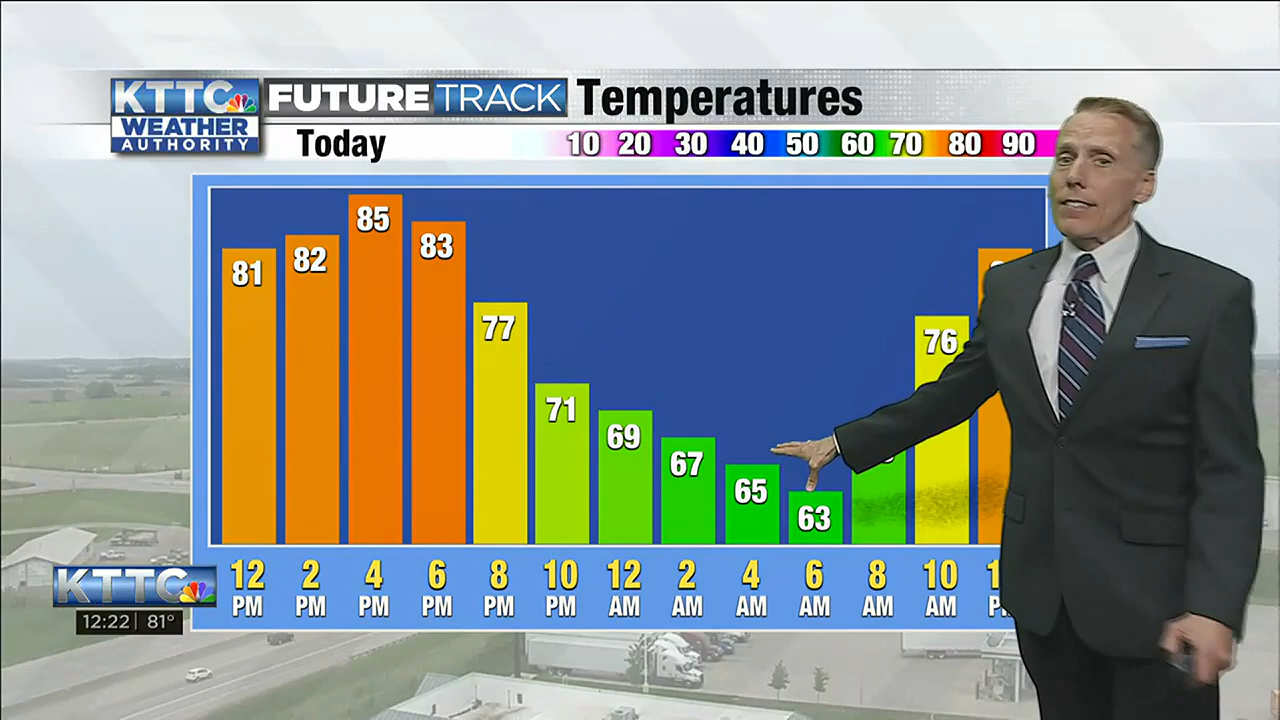 KTTC
WEATHER
AUTHORITY
FUTURETRACK
Temperatures
Today
10 20 30 40 50 60 70 80 90
81 82 85 83 77 71 69 67 65 63 76
12 2 4 6 8 10 12 2 4 6 8 10
PM PM PM PM PM PM AM AM AM AM AM AM
KTTC
12:22 81°